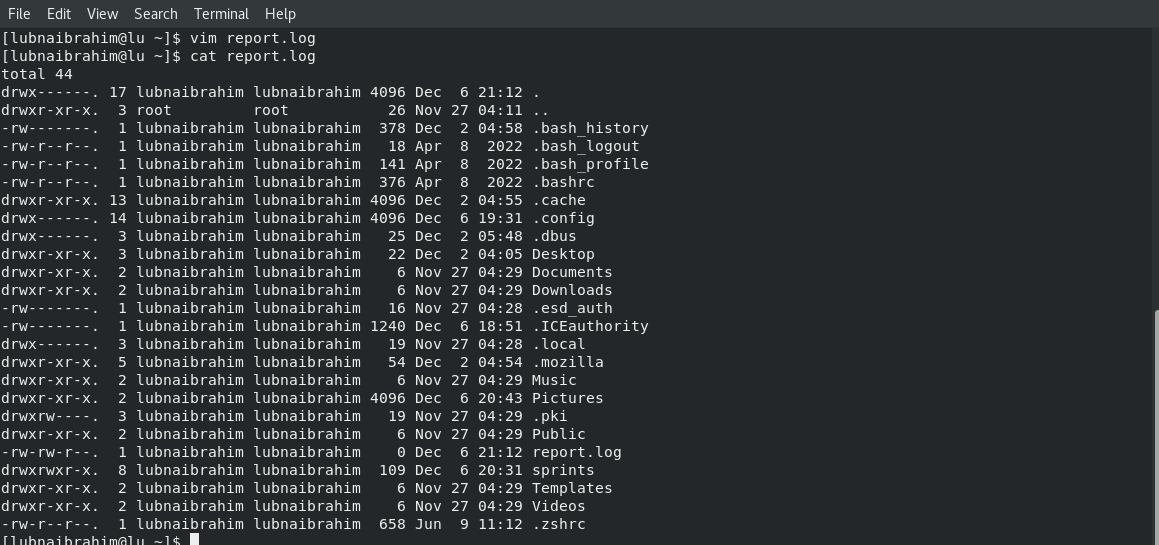 File Edit View Search Terminal Help
[lubnaibrahim@lu ~]$ vim report.log
[lubnaibrahim@lu ~]$ cat report.log
total 44
drwx------. 17 lubnaibrahim lubnaibrahim 4096 Dec  6 21:12 .
drwxr-xr-x.  3 root         root           26 Nov 27 04:11 ..
-rw-------.  1 lubnaibrahim lubnaibrahim  378 Dec  2 04:58 .bash_history
-rw-r--r--.  1 lubnaibrahim lubnaibrahim   18 Apr  8  2022 .bash_logout
-rw-r--r--.  1 lubnaibrahim lubnaibrahim  141 Apr  8  2022 .bash_profile
-rw-r--r--.  1 lubnaibrahim lubnaibrahim  376 Apr  8  2022 .bashrc
drwxr-xr-x. 13 lubnaibrahim lubnaibrahim 4096 Dec  2 04:55 .cache
drwx------. 14 lubnaibrahim lubnaibrahim 4096 Dec  6 19:31 .config
drwx------.  3 lubnaibrahim lubnaibrahim   25 Dec  2 05:48 .dbus
drwxr-xr-x.  3 lubnaibrahim lubnaibrahim   22 Dec  2 04:05 Desktop
drwxr-xr-x.  2 lubnaibrahim lubnaibrahim    6 Nov 27 04:29 Documents
drwxr-xr-x.  2 lubnaibrahim lubnaibrahim    6 Nov 27 04:29 Downloads
-rw-------.  1 lubnaibrahim lubnaibrahim   16 Nov 27 04:28 .esd_auth
-rw-------.  1 lubnaibrahim lubnaibrahim 1240 Dec  6 18:51 .ICEauthority
drwx------.  3 lubnaibrahim lubnaibrahim   19 Nov 27 04:28 .local
drwxr-xr-x.  5 lubnaibrahim lubnaibrahim   54 Dec  2 04:54 .mozilla
drwxr-xr-x.  2 lubnaibrahim lubnaibrahim    6 Nov 27 04:29 Music
drwxr-xr-x.  2 lubnaibrahim lubnaibrahim 4096 Dec  6 20:43 Pictures
drwxrw----.  3 lubnaibrahim lubnaibrahim   19 Nov 27 04:29 .pki
drwxr-xr-x.  2 lubnaibrahim lubnaibrahim    6 Nov 27 04:29 Public
-rw-rw-r--.  1 lubnaibrahim lubnaibrahim    0 Dec  6 21:12 report.log
drwxrwxr-x.  8 lubnaibrahim lubnaibrahim  109 Dec  6 20:31 sprints
drwxr-xr-x.  2 lubnaibrahim lubnaibrahim    6 Nov 27 04:29 Templates
drwxr-xr-x.  2 lubnaibrahim lubnaibrahim    6 Nov 27 04:29 Videos
-rw-r--r--.  1 lubnaibrahim lubnaibrahim  658 Jun  9 11:12 .zshrc
[lubnaibrahim@lu ~]$